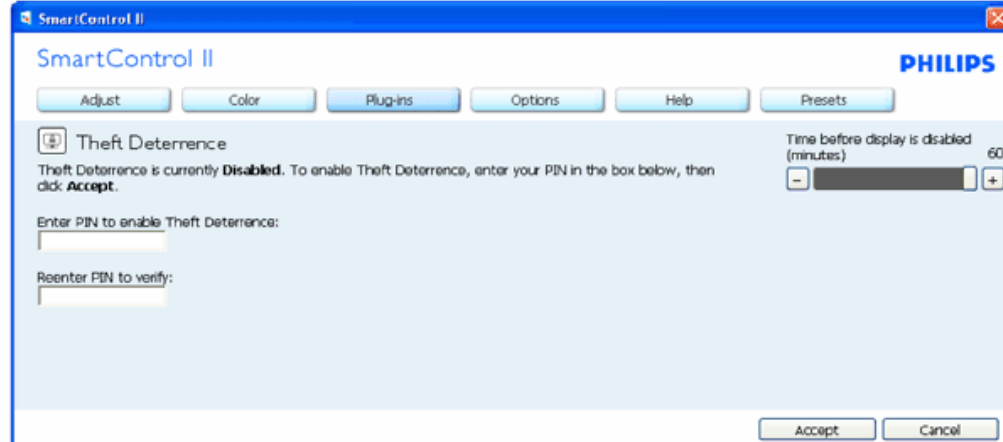 SmartControl II
SmartControl II
PHILIPS
Adjust
Color
Plug-ins
Options
Help
Presets
Theft Deterrence
Theft Deterrence is currently Disabled. To enable Theft Deterrence, enter your PIN in the box below, then
click Accept.
Enter PIN to enable Theft Deterrence:
Reenter PIN to verify:
Time before display is disabled
(minutes) 60
- +
Accept
Cancel